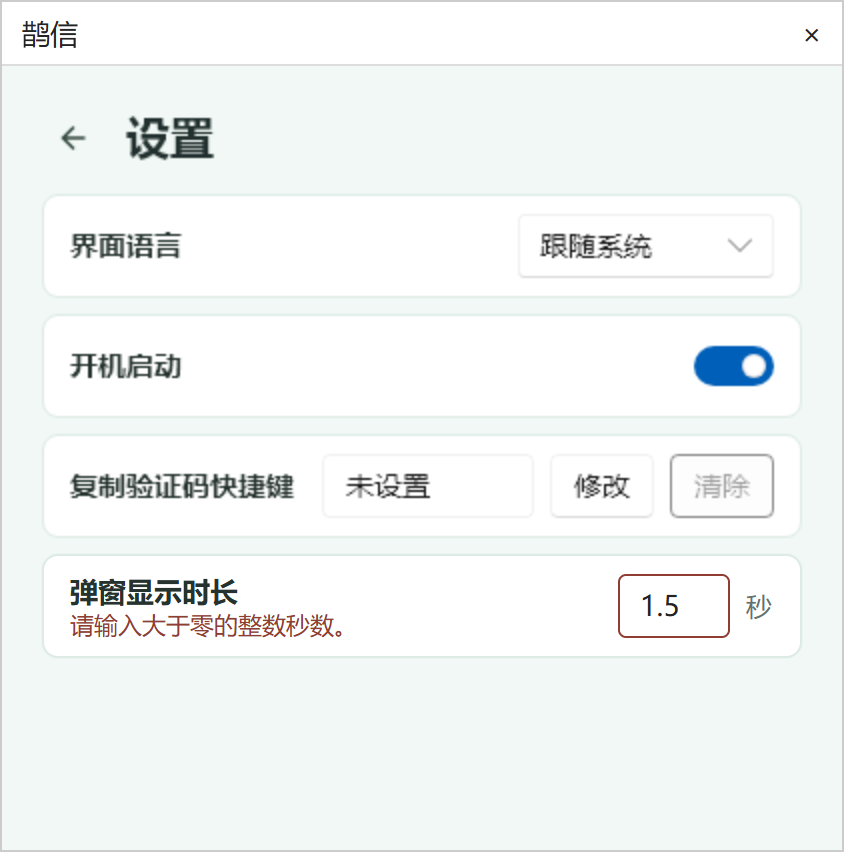 鹊信
设置
界面语言 跟随系统
开机启动
复制验证码快捷键 未设置 修改 清除
弹窗显示时长
请输入大于零的整数秒数。
1.5 秒